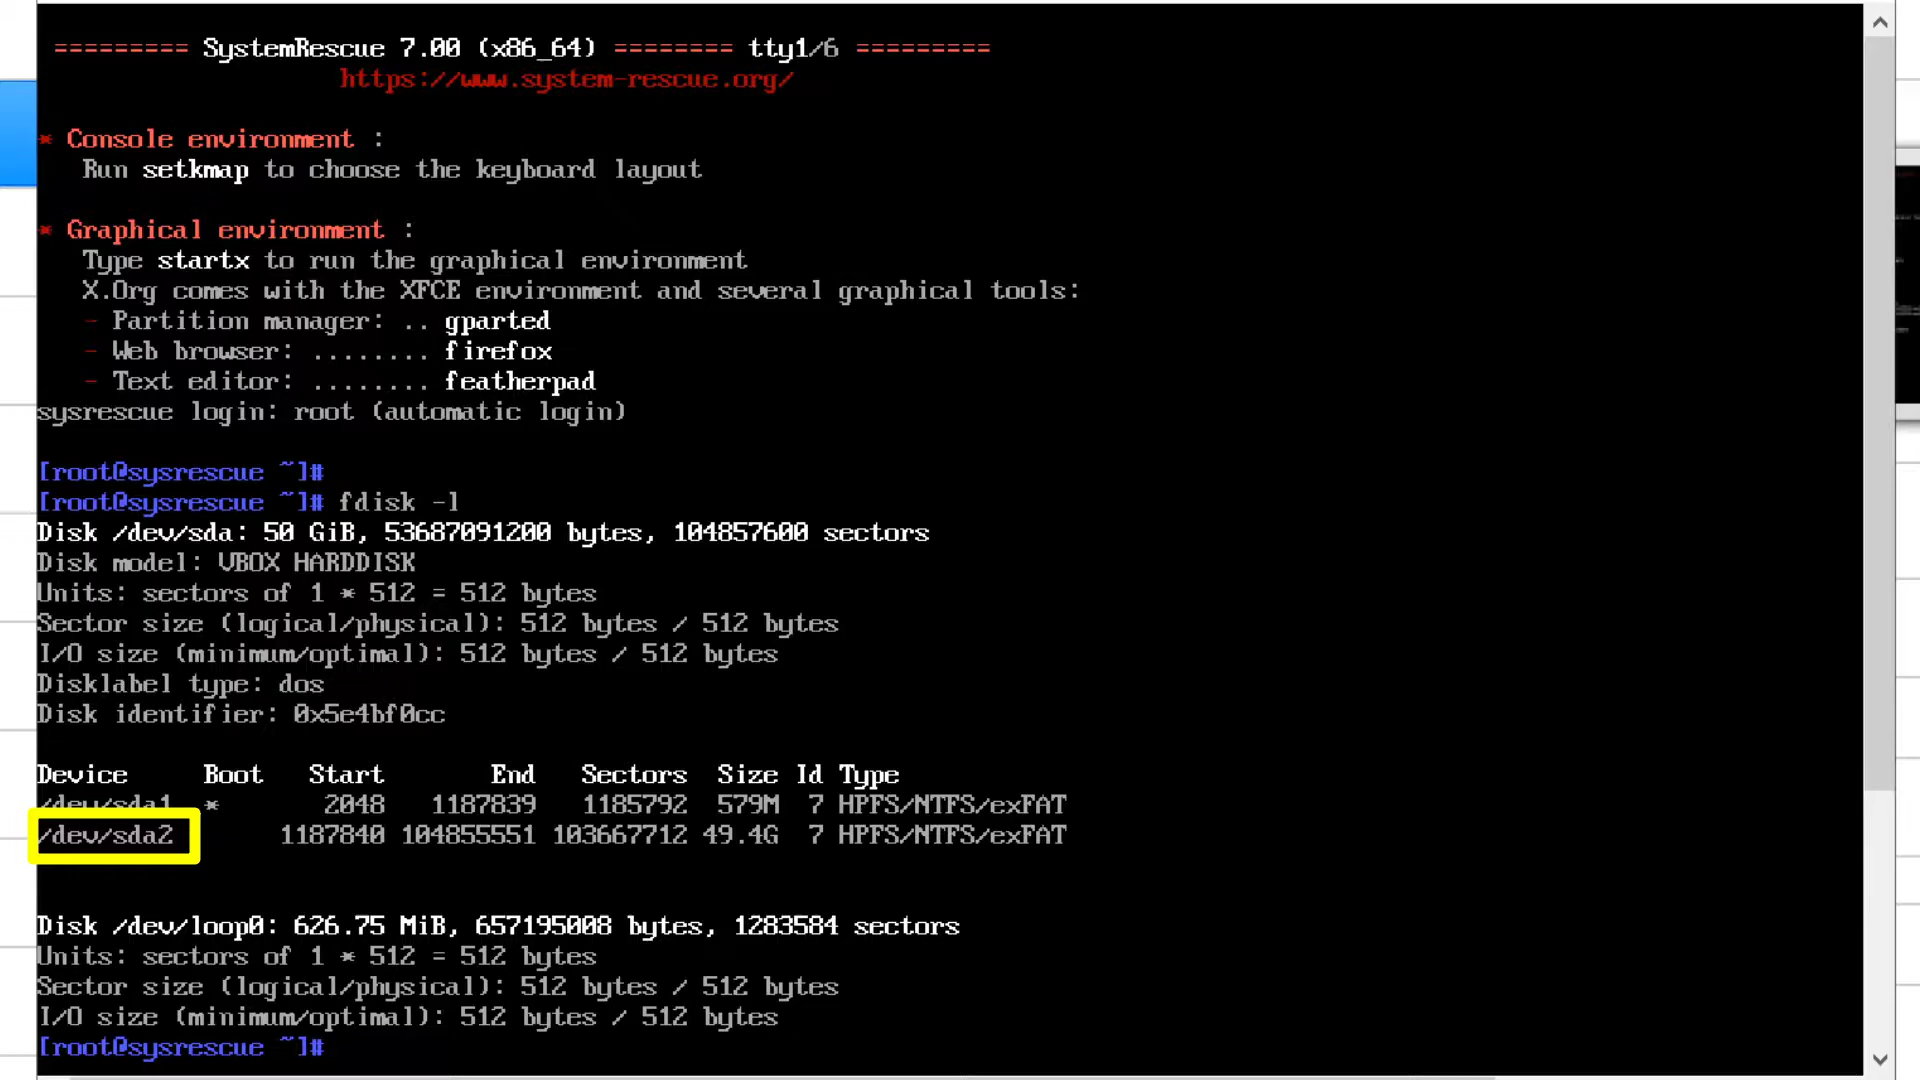 ========= SystemRescue 7.00 (x86_64) ======== tty1/6 =========
https://www.system-rescue.org/
* Console environment :
Run setkmap to choose the keyboard layout
* Graphical environment :
Type startx to run the graphical environment
X.Org comes with the XFCE environment and several graphical tools:
- Partition manager: .. gparted
- Web browser: ........ firefox
- Text editor: ........ featherpad
sysrescue login: root (automatic login)
[root@sysrescue ~]#
[root@sysrescue ~]# fdisk -l
Disk /dev/sda: 50 GiB, 53687091200 bytes, 104857600 sectors
Disk model: VBOX HARDDISK
Units: sectors of 1 * 512 = 512 bytes
Sector size (logical/physical): 512 bytes / 512 bytes
I/O size (minimum/optimal): 512 bytes / 512 bytes
Disklabel type: dos
Disk identifier: 0x5e4bf0cc
Device Boot Start End Sectors Size Id Type
/dev/sda1 * 2048 1187839 1185792 579M 7 HPFS/NTFS/exFAT
/dev/sda2 1187840 104855551 103667712 49.4G 7 HPFS/NTFS/exFAT
Disk /dev/loop0: 626.75 MiB, 657195008 bytes, 1283584 sectors
Units: sectors of 1 * 512 = 512 bytes
Sector size (logical/physical): 512 bytes / 512 bytes
I/O size (minimum/optimal): 512 bytes / 512 bytes
[root@sysrescue ~]#